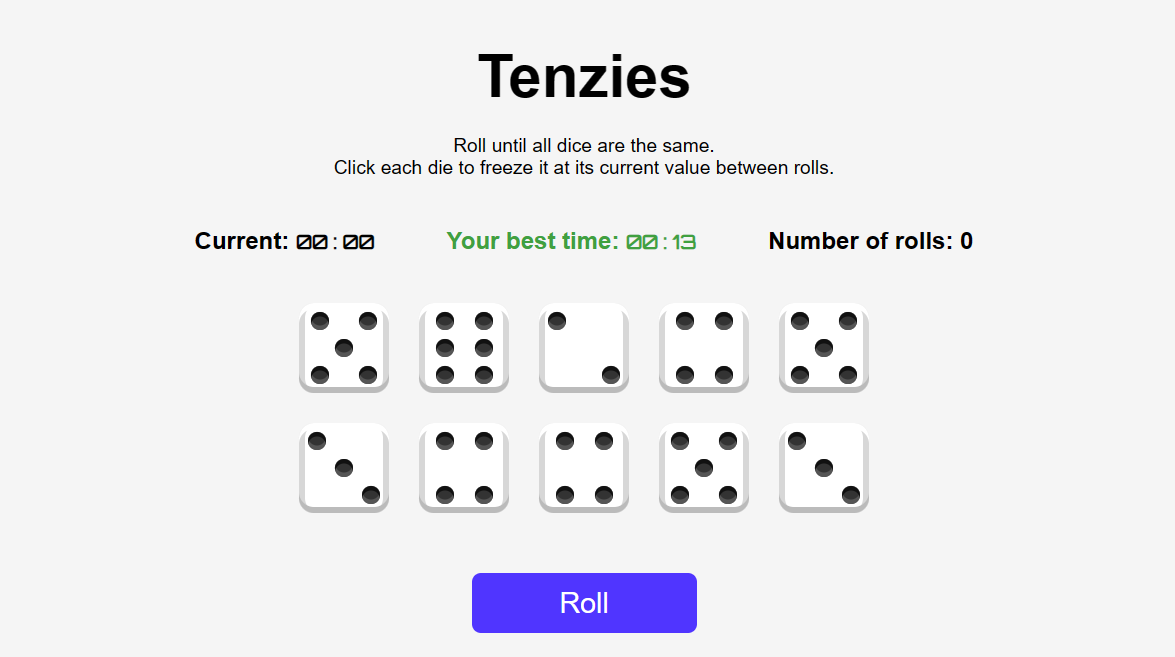 Tenzies
Roll until all dice are the same.
Click each die to freeze it at its current value between rolls.
Current: 00:00 Your best time: 00:13 Number of rolls: 0
Roll